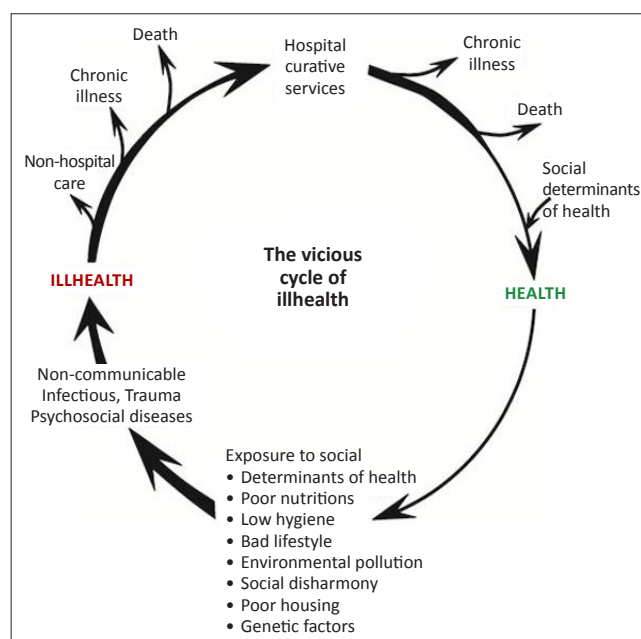 Death
Hospital
curative
services
Chronic
illness
Chronic
illness
Death
Non-hospital
care
Social
determinants
of health
The vicious
cycle of
illhealth
ILLHEALTH
HEALTH
Non-communicable
Infectious, Trauma
Psychosocial diseases
Exposure to social
• Determinants of health
• Poor nutritions
• Low hygiene
• Bad lifestyle
• Environmental pollution
• Social disharmony
• Poor housing
• Genetic factors